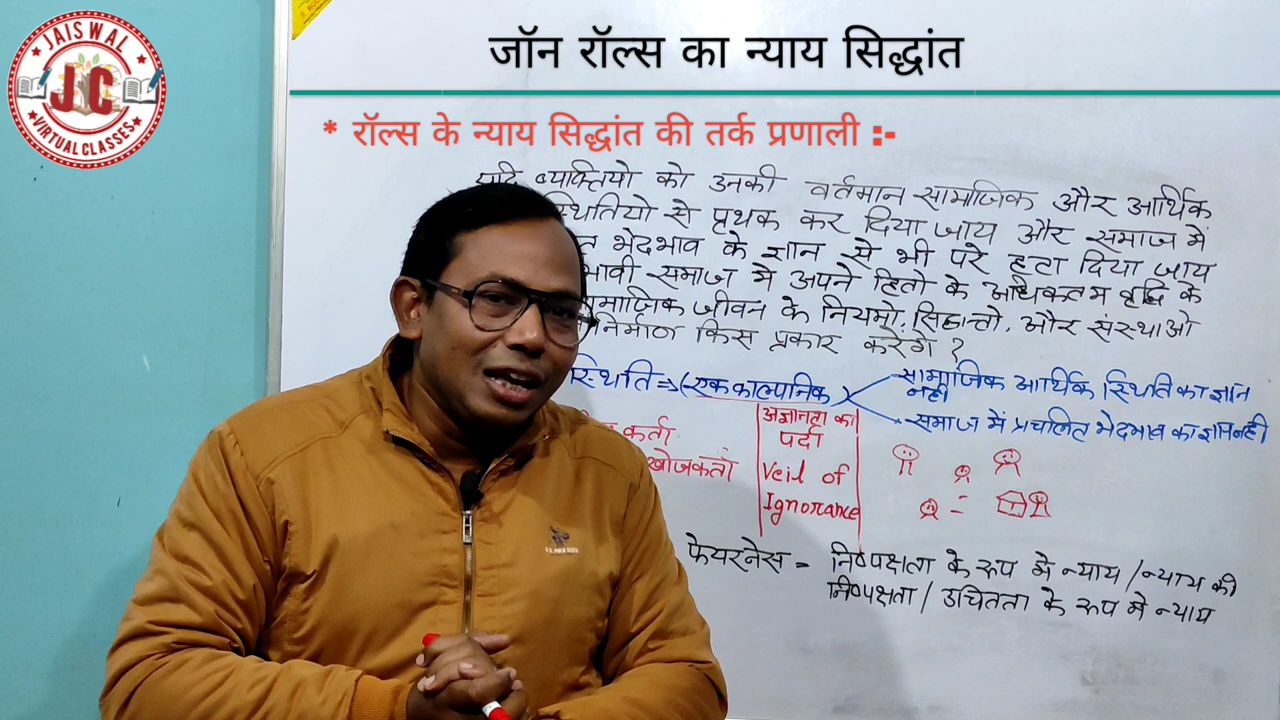 JAISWAL
JC
VIRTUAL CLASSES
जॉन रॉल्स का न्याय सिद्धांत
* रॉल्स के न्याय सिद्धांत की तर्क प्रणाली :-
यदि व्यक्तियो को उनकी वर्तमान सामाजिक और आर्थिक
स्थितियो से पृथक कर दिया जाय और समाज में
भेदभाव के ज्ञान से भी परे हटा दिया जाय
भावी समाज मे अपने हितो के अधिकतम वृद्धि के
सामाजिक जीवन के नियमो, सिद्धान्तो, और संस्थाओ
निर्माण किस प्रकार करेगे ?
स्थिति => (-एक काल्पनिक)
सामाजिक आर्थिक स्थिति का ज्ञान
नही
- समाज में प्रचलित भेदभाव का ज्ञान नही
कर्ता
खोजकर्ता
अज्ञानता का
पर्दा
Veil of
Ignorance
फेयरनेस = निष्पक्षता के रूप मे न्याय / न्याय की
निष्पक्षता / उचितता के रूप मे न्याय